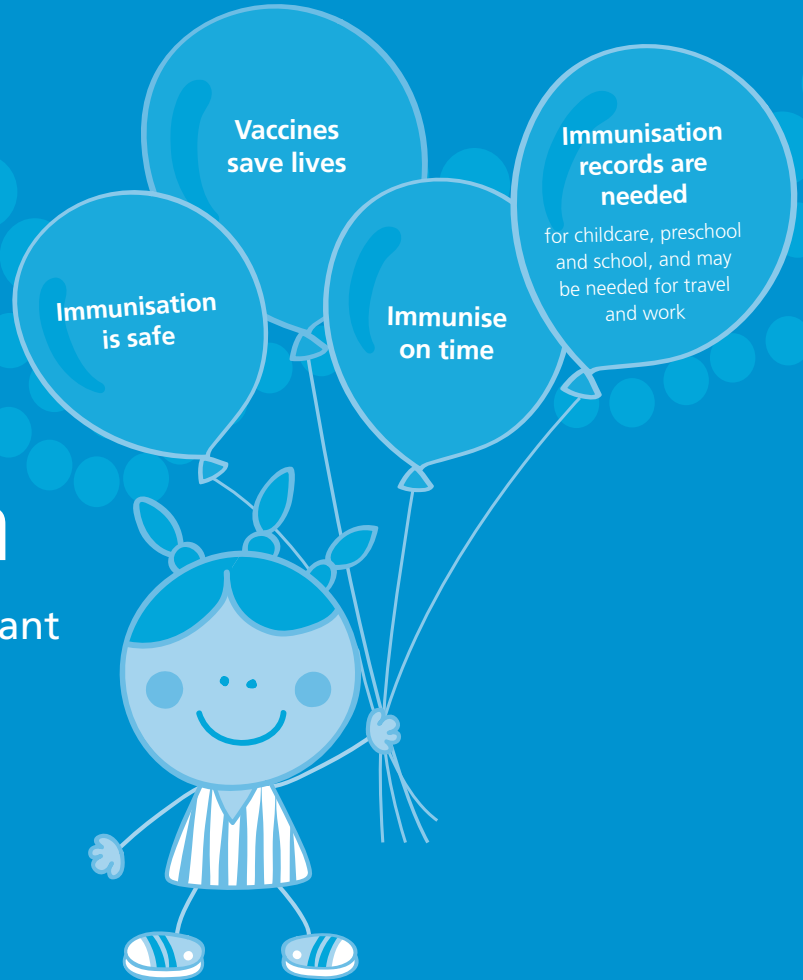 Vaccines
save lives
Immunisation
records are
needed
for childcare, preschool
and school, and may
be needed for travel
and work
Immunisation
is safe
Immunise
on time